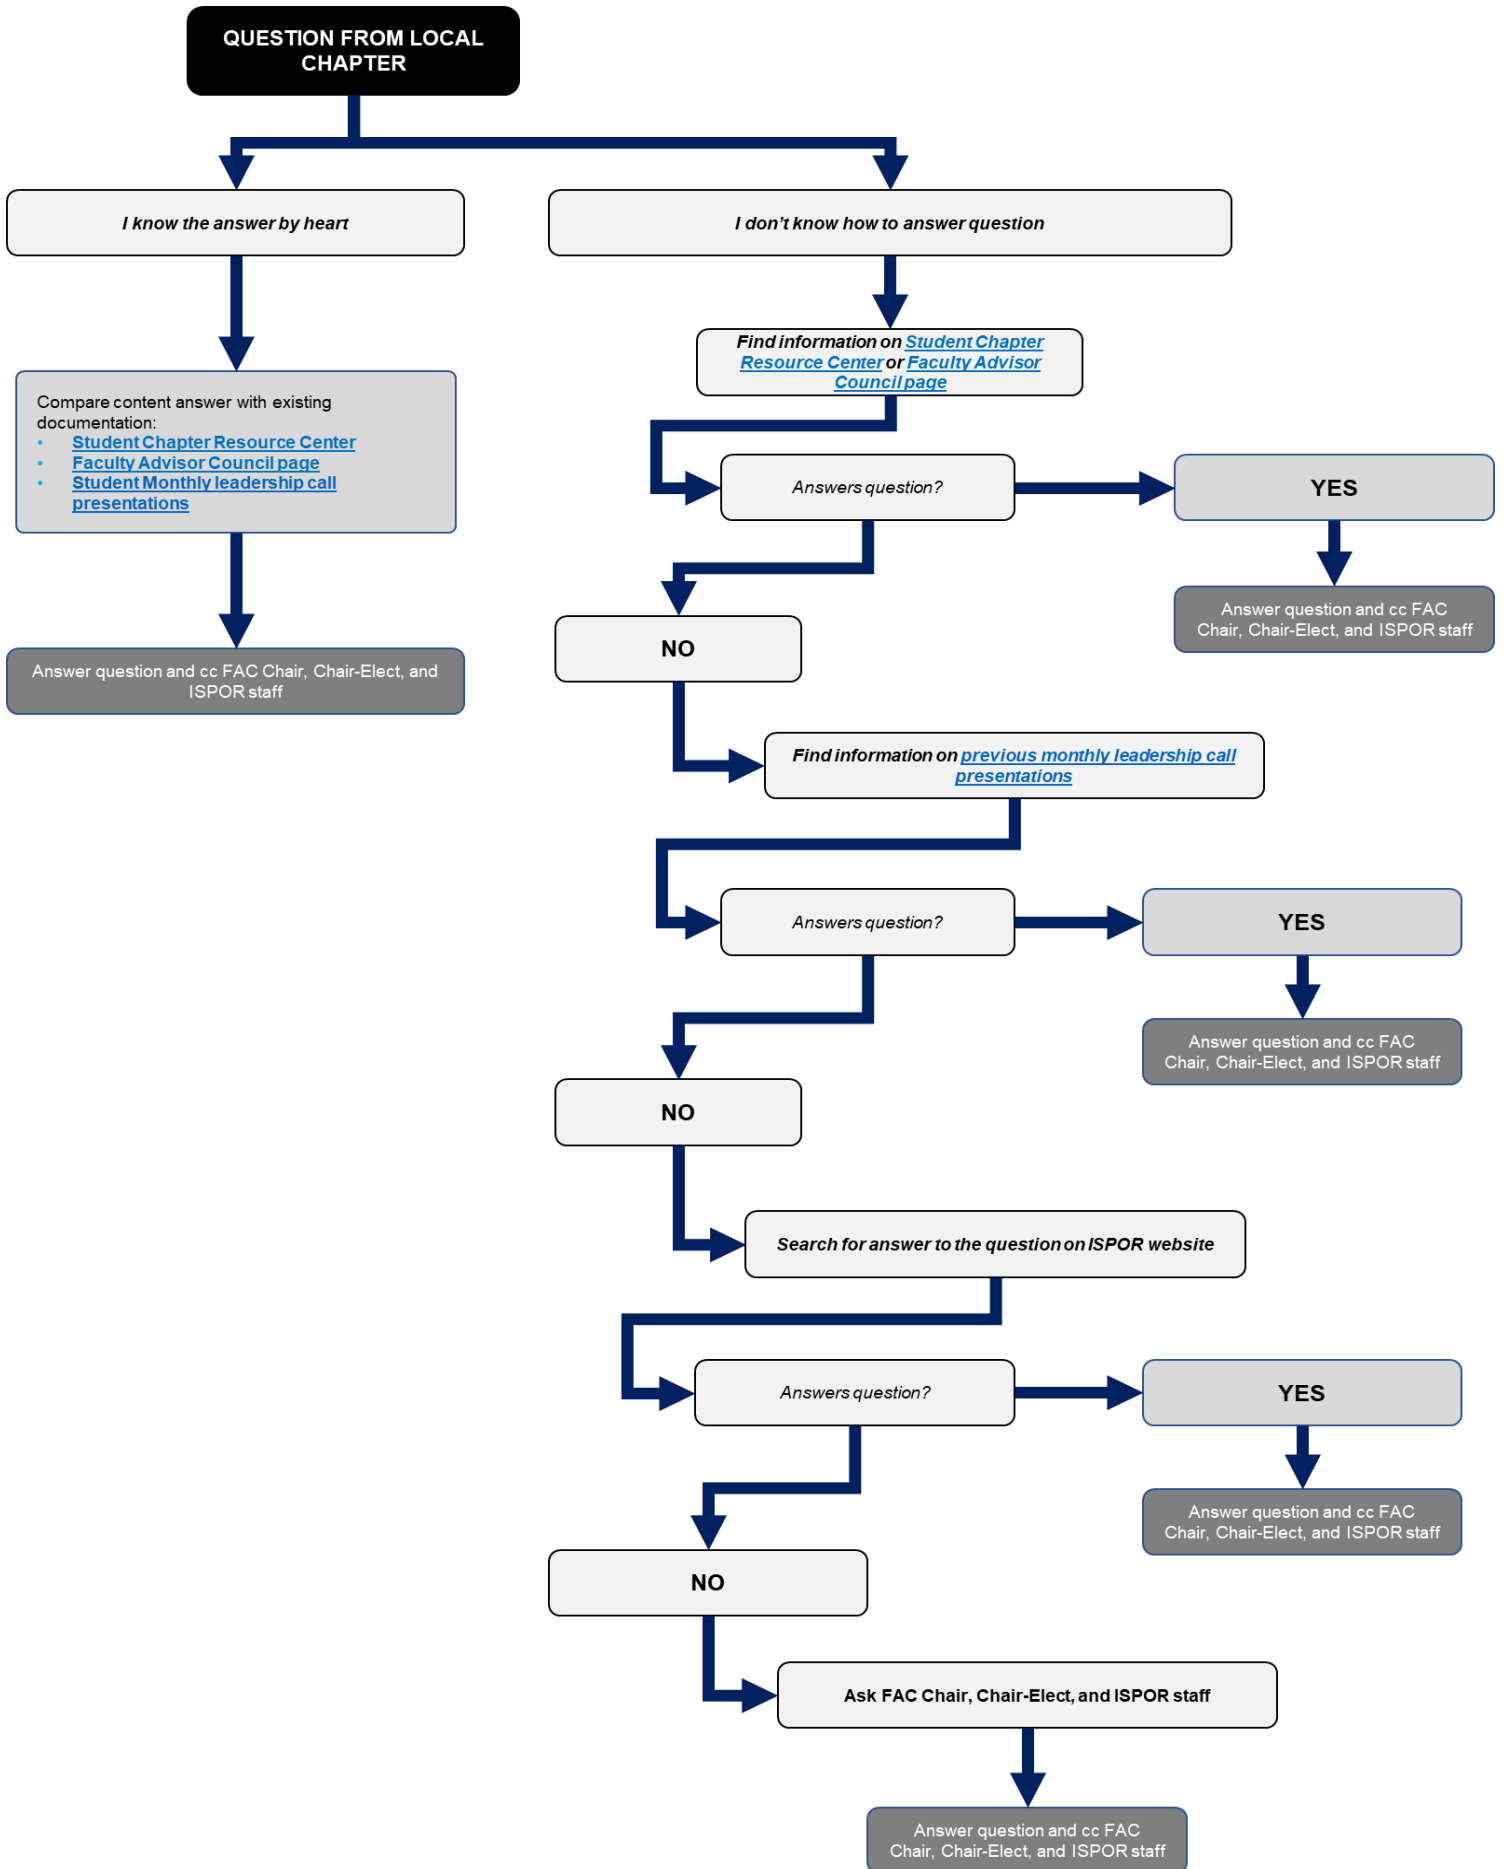 QUESTION FROM LOCAL
CHAPTER
I know the answer by heart
I don't know how to answer question
Find information on Student Chapter
Resource Center or Faculty Advisor
Council page
Compare content answer with existing
documentation:
• Student Chapter Resource Center
• Faculty Advisor Council page
• Student Monthly leadership call
presentations
Answers question?
YES
Answer question and cc FAC
Chair, Chair-Elect, and ISPOR staff
NO
Answer question and cc FAC Chair, Chair-Elect, and
ISPOR staff
Find information on previous monthly leadership call
presentations
Answers question?
YES
Answer question and cc FAC
Chair, Chair-Elect, and ISPOR staff
NO
Search for answer to the question on ISPOR website
Answers question?
YES
Answer question and cc FAC
Chair, Chair-Elect, and ISPOR staff
NO
Ask FAC Chair, Chair-Elect, and ISPOR staff
Answer question and cc FAC
Chair, Chair-Elect, and ISPOR staff